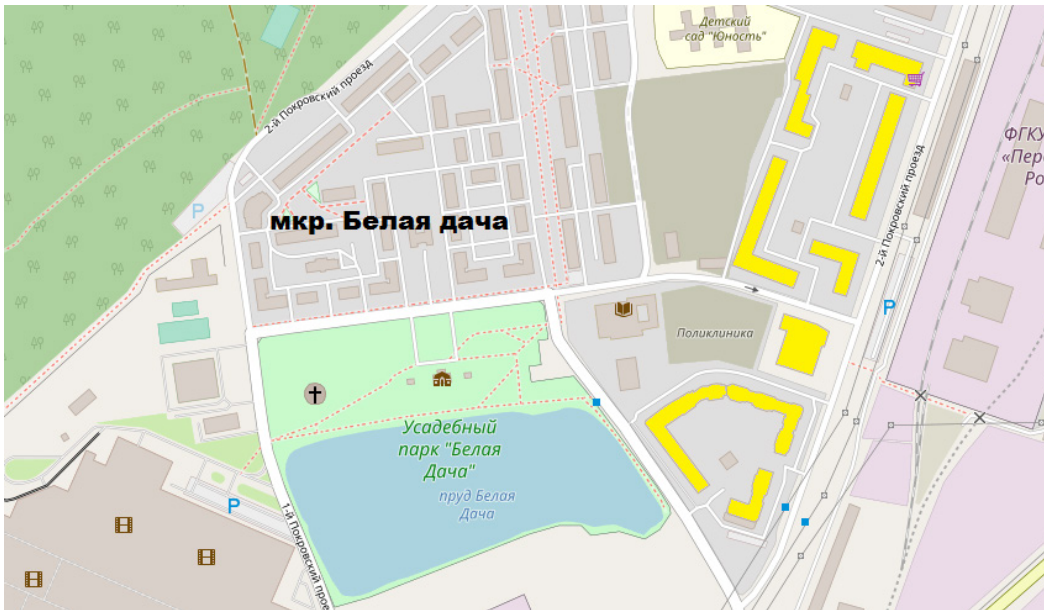 Детский
сад "Юность"
2-й Покровский проезд
ФГКУ
«Пер
Ро
P
мкр. Белая дача
2-й Покровский проезд
P
Поликлиника
Усадебный
парк "Белая
Дача"
пруд Белая
Дача
P
1-й Покровский прое